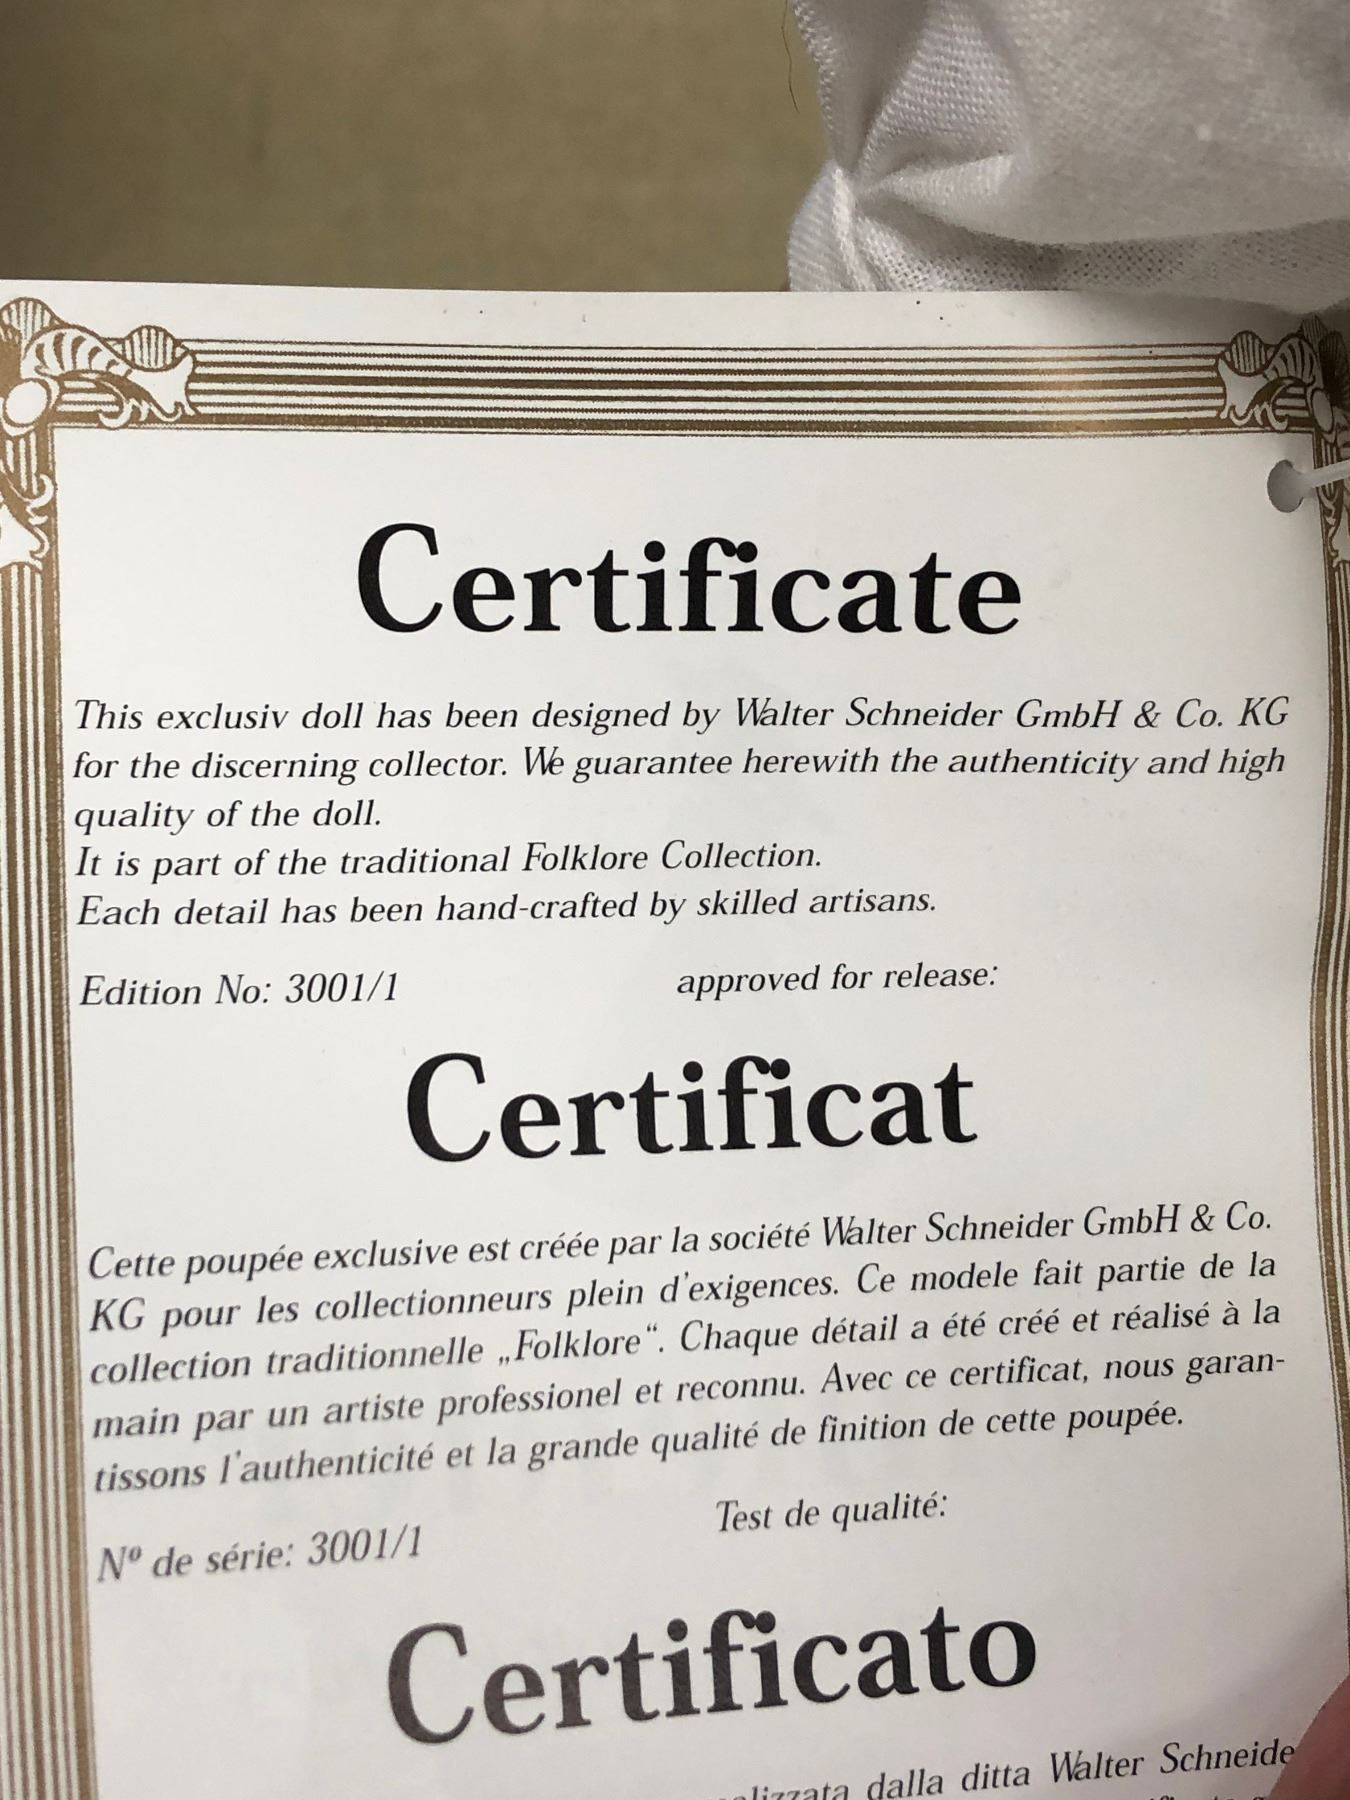 Certificate
This exclusiv doll has been designed by Walter Schneider GmbH & Co. KG
for the discerning collector. We guarantee herewith the authenticity and high
quality of the doll.
It is part of the traditional Folklore Collection.
Each detail has been hand-crafted by skilled artisans.
Edition No: 3001/1 approved for release:
Certificat
Cette poupée exclusive est créée par la société Walter Schneider GmbH & Co.
KG pour les collectionneurs plein d'exigences. Ce modele fait partie de la
collection traditionnelle „Folklore“. Chaque détail a été créé et réalisé à la
main par un artiste professionel et reconnu. Avec ce certificat, nous garan-
tissons l'authenticité et la grande qualité de finition de cette poupée.
Nº de série: 3001/1 Test de qualité:
Certificato
dalla ditta Walter Schneide